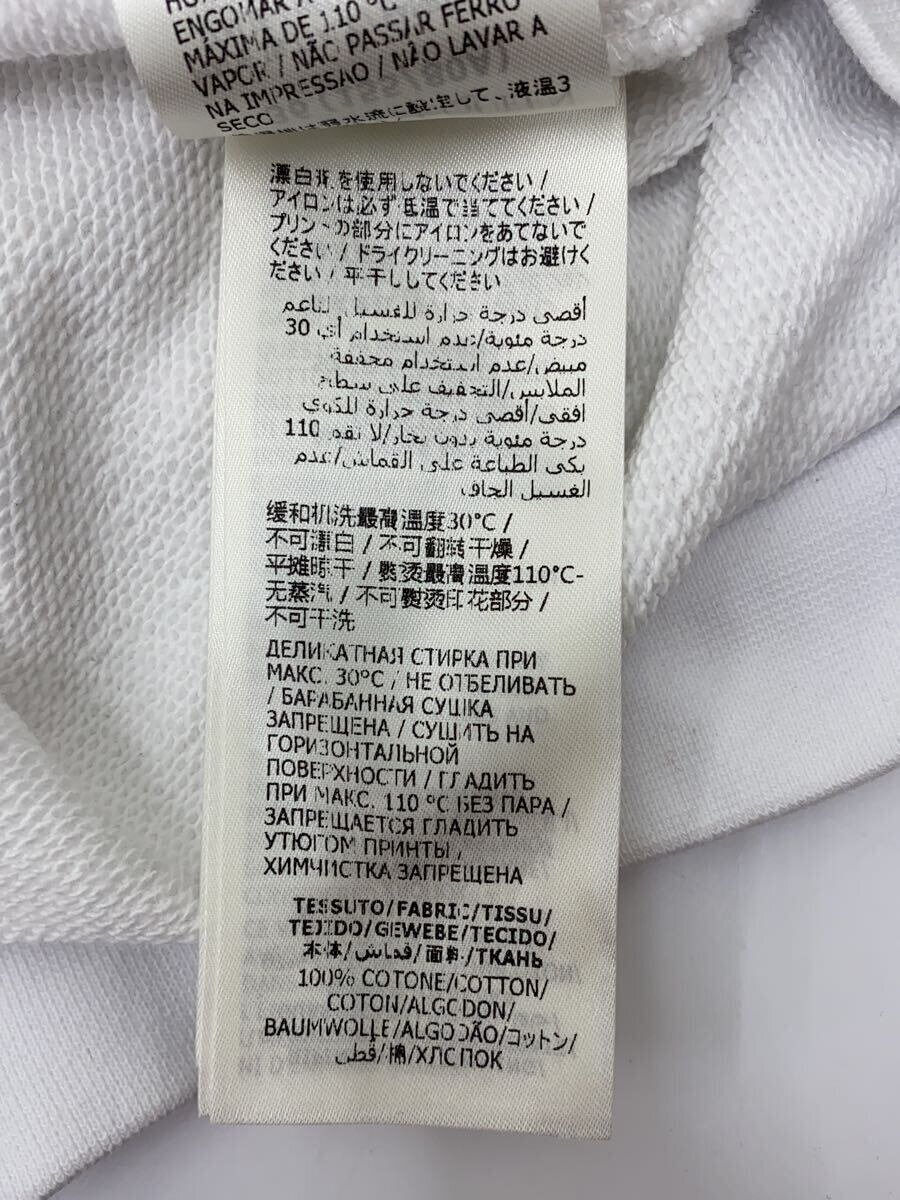 ENGOMAR A
MÁXIMA DE 110 °C
VAPOR / NÃO PASSAR FERRO
NA IMPRESSÃO / NÃO LAVAR A
SECO
漂白剤を使用しないでください /
アイロンは必ず低温で当ててください /
プリントの部分にアイロンをあてないで
ください / ドライクリーニングはお避けく
ださい / 平干ししてください
أقصى درجة حرارة للغسيل الناعم
30 درجة مئوية/عدم استخدام أي
مبيض/عدم استخدام مجففة
الملابس/التجفيف على سطح
افقى/أقصى درجة حرارة للكوي
110 درجة مئوية بدون بخار/لا تقم
بكى الطباعة على القماش/عدم
الغسيل الجاف
缓和机洗最高溫度30°C /
不可漂白 / 不可翻转干燥 /
平摊晾干 / 熨烫最高溫度110°C-
无蒸汽 / 不可熨烫印花部分 /
不可干洗
ДЕЛИКАТНАЯ СТИРКА ПРИ
МАКС. 30°C / НЕ ОТБЕЛИВАТЬ
/ БАРАБАННАЯ СУШКА
ЗАПРЕЩЕНА / СУШИТЬ НА
ГОРИЗОНТАЛЬНОЙ
ПОВЕРХНОСТИ / ГЛАДИТЬ
ПРИ МАКС. 110 °C БЕЗ ПАРА /
ЗАПРЕЩАЕТСЯ ГЛАДИТЬ
УТЮГОМ ПРИНТЫ /
ХИМЧИСТКА ЗАПРЕЩЕНА
TESSUTO/FABRIC/TISSU/
TEJIDO/GEWEBE/TECIDO/
本体/قماش/面料/ТКАНЬ
100% COTONE/COTTON/
COTON/ALGODON/
BAUMWOLLE/ALGODÃO/コットン/
قطن/棉/ХЛОПОК